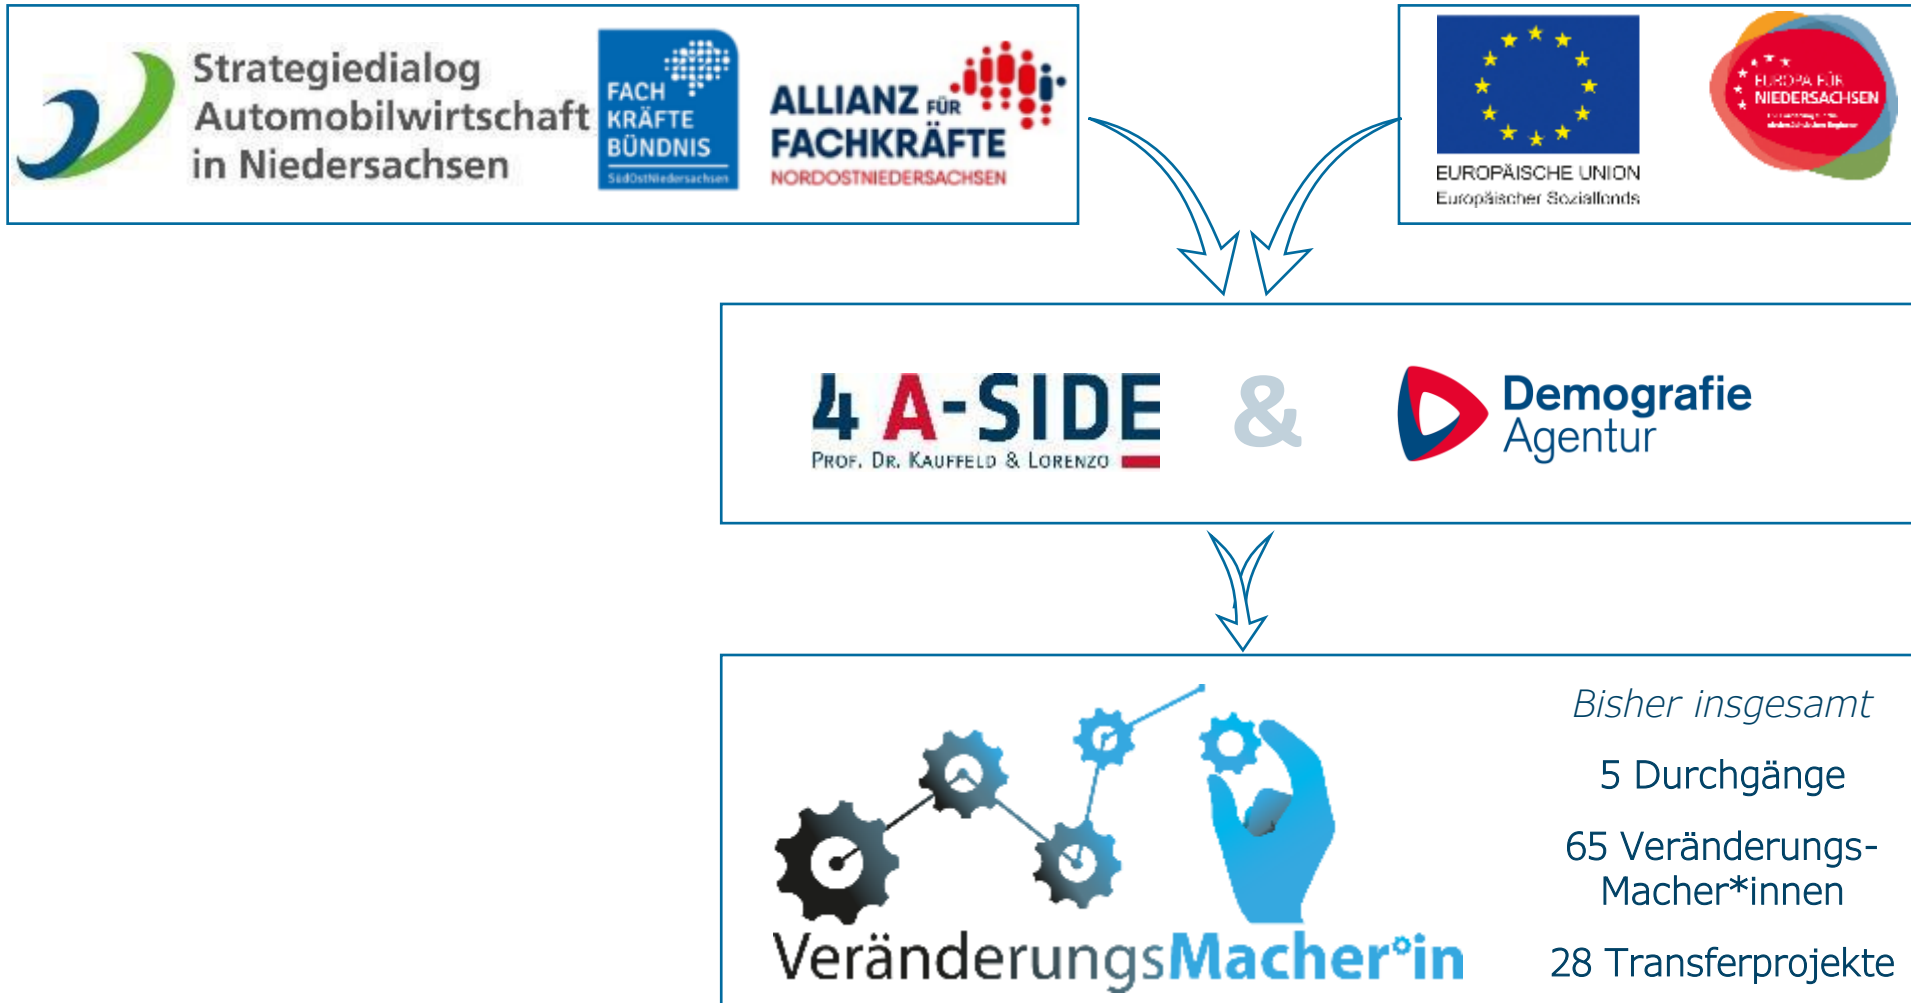 Strategiedialog
Automobilwirtschaft
in Niedersachsen
FACH
KRÄFTE
BÜNDNIS
SüdOstNiedersachsen
ALLIANZ FÜR
FACHKRÄFTE
NORDOSTNIEDERSACHSEN
EUROPÄISCHE UNION
Europäischer Sozialfonds
EUROPA FÜR
NIEDERSACHSEN
4 A-SIDE
PROF. DR. KAUFFELD & LORENZO
&
Demografie
Agentur
VeränderungsMacher*in
Bisher insgesamt
5 Durchgänge
65 Veränderungs-
Macher*innen
28 Transferprojekte